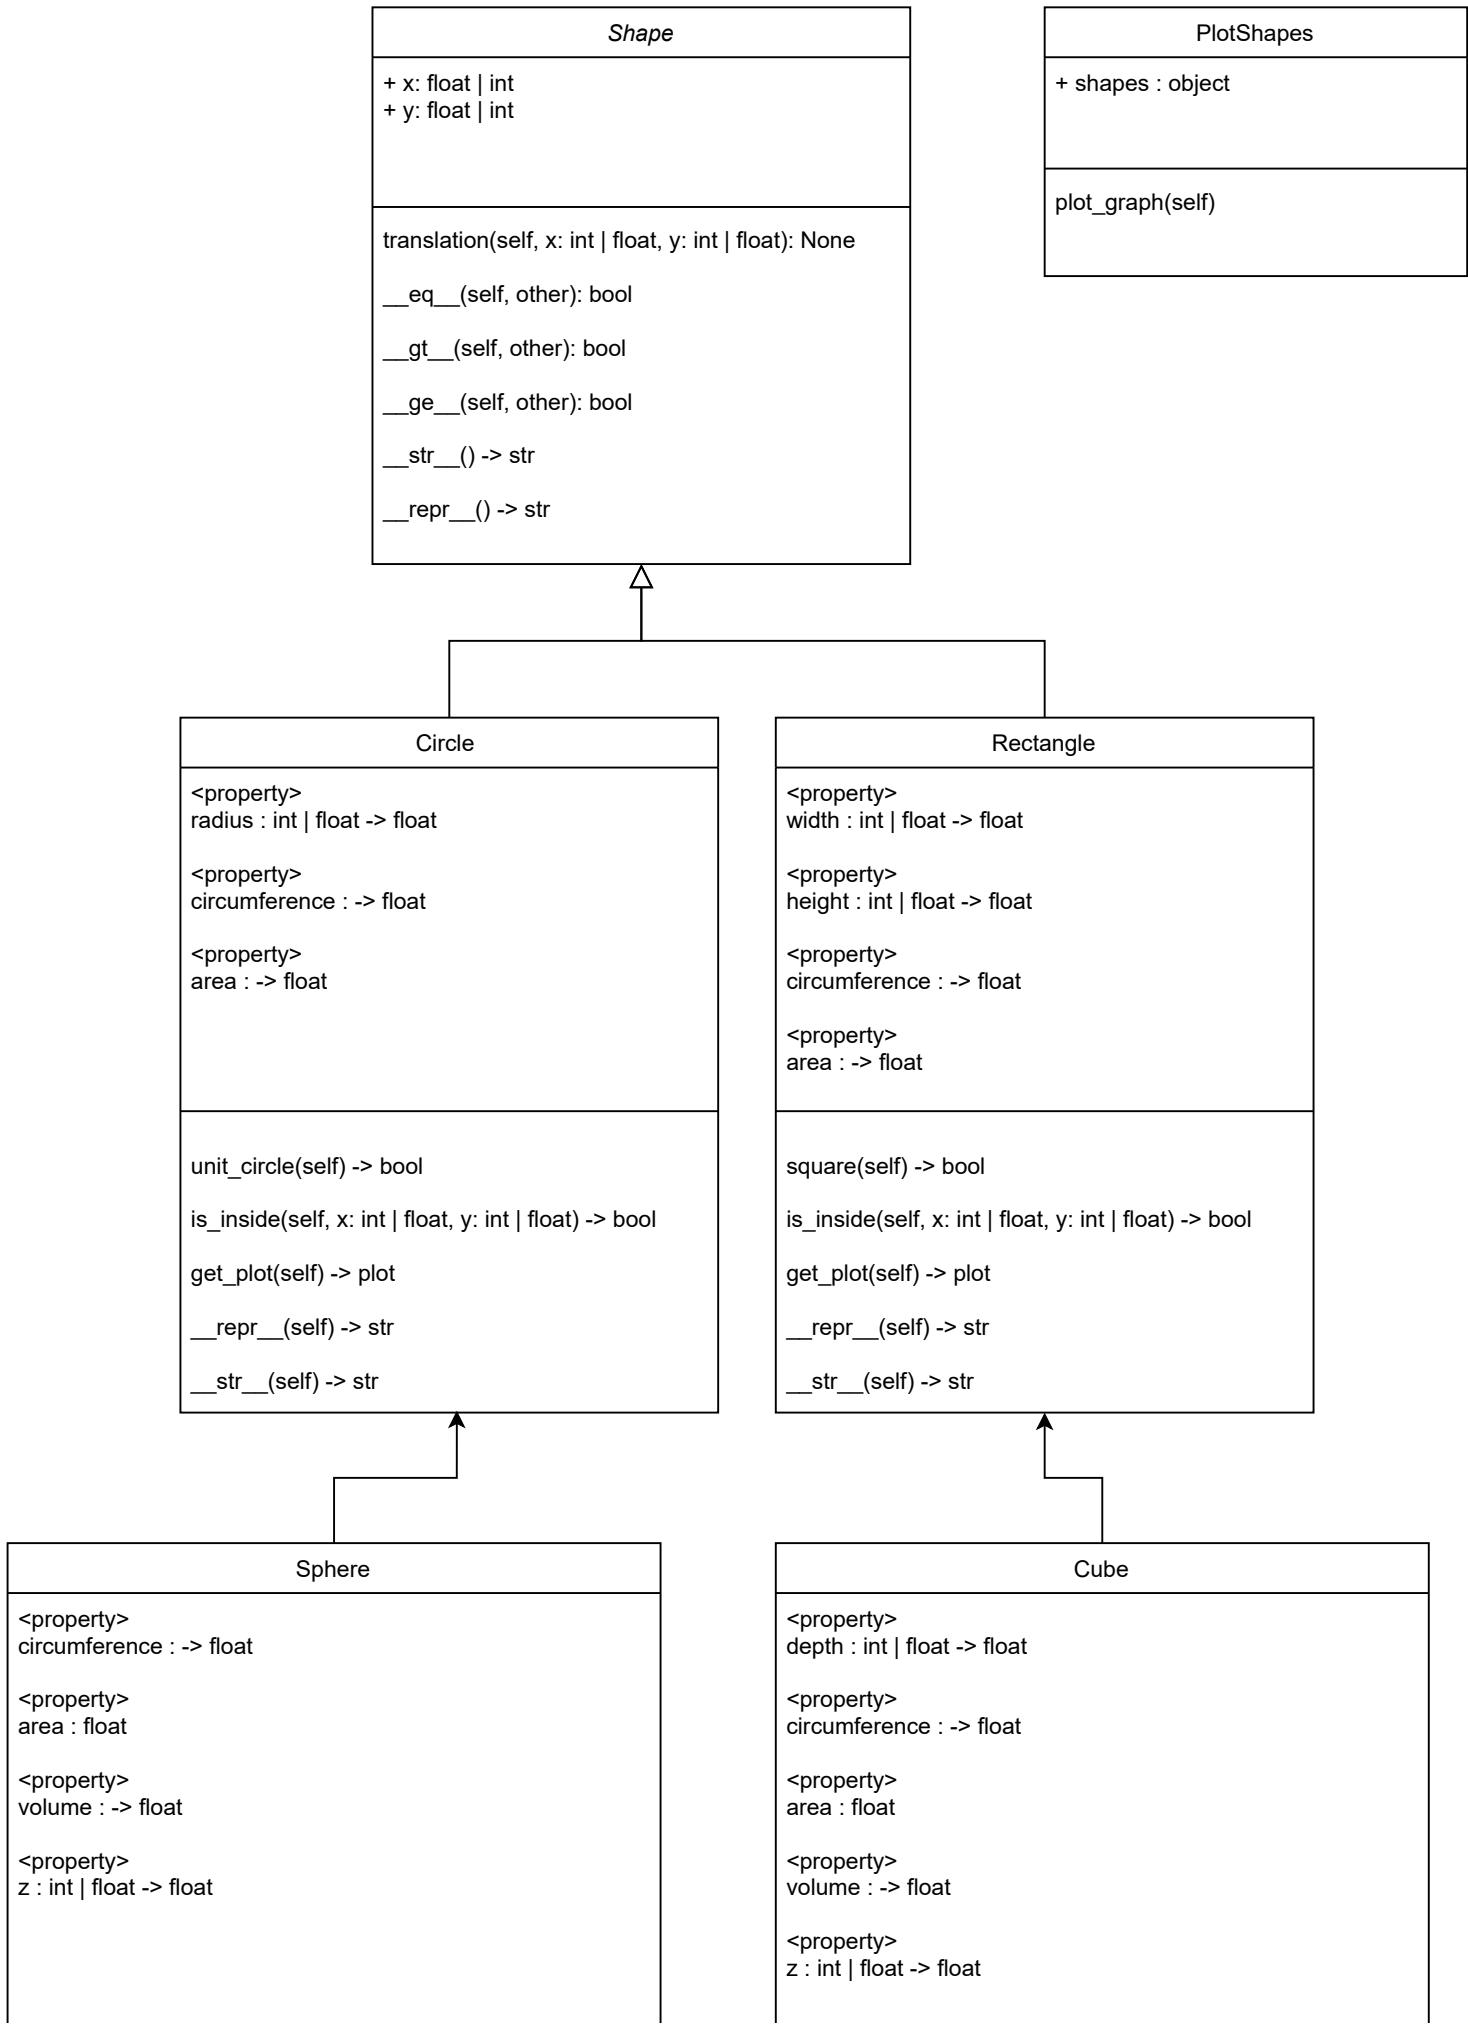 Shape
+ x: float | int
+ y: float | int
translation(self, x: int | float, y: int | float): None
__eq__(self, other): bool
__gt__(self, other): bool
__ge__(self, other): bool
__str__() -> str
__repr__() -> str
PlotShapes
+ shapes : object
plot_graph(self)
Circle
<property>
radius : int | float -> float
<property>
circumference : -> float
<property>
area : -> float
unit_circle(self) -> bool
is_inside(self, x: int | float, y: int | float) -> bool
get_plot(self) -> plot
__repr__(self) -> str
__str__(self) -> str
Rectangle
<property>
width : int | float -> float
<property>
height : int | float -> float
<property>
circumference : -> float
<property>
area : -> float
square(self) -> bool
is_inside(self, x: int | float, y: int | float) -> bool
get_plot(self) -> plot
__repr__(self) -> str
__str__(self) -> str
Sphere
<property>
circumference : -> float
<property>
area : float
<property>
volume : -> float
<property>
z : int | float -> float
Cube
<property>
depth : int | float -> float
<property>
circumference : -> float
<property>
area : float
<property>
volume : -> float
<property>
z : int | float -> float